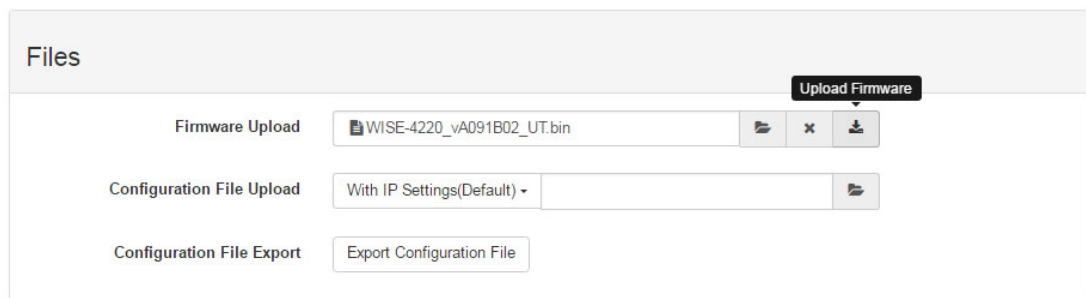 Files
Upload Firmware
Firmware Upload WISE-4220_vA091B02_UT.bin
Configuration File Upload With IP Settings(Default)
Configuration File Export Export Configuration File